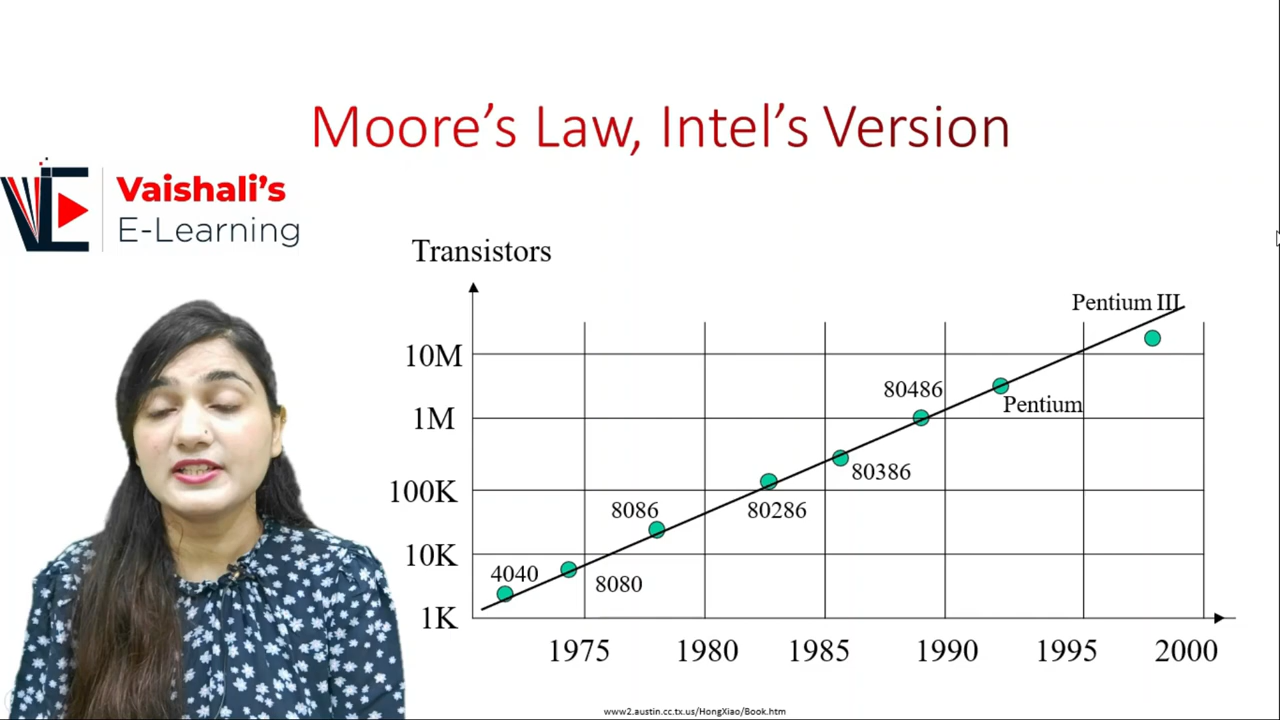 Moore's Law, Intel's Version
Vaishali's
E-Learning
Transistors
Pentium III
10M
80486
1M
Pentium
80386
100K
8086
80286
10K
4040
8080
1K
1975
1980
1985
1990
1995
2000
www2.austin.cc.tx.us/HongXiao/Book.htm